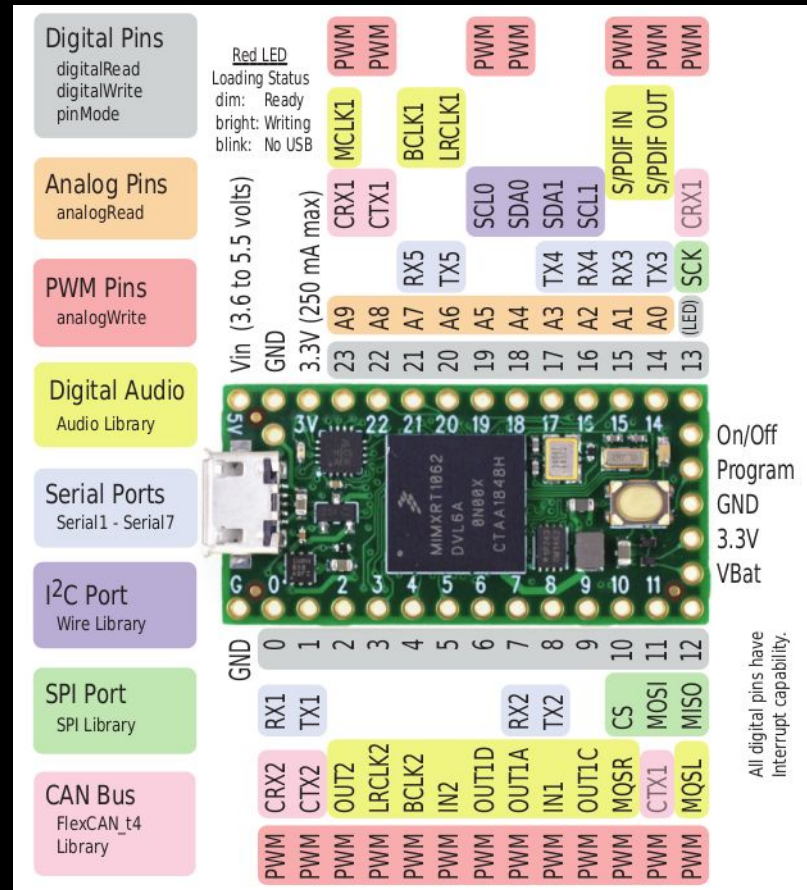 Digital Pins
digitalRead
digitalWrite
pinMode
Analog Pins
analogRead
PWM Pins
analogWrite
Digital Audio
Audio Library
Serial Ports
Serial1 - Serial7
I²C Port
Wire Library
SPI Port
SPI Library
CAN Bus
FlexCAN_t4
Library
Red LED
Loading Status
dim: Ready
bright: Writing
blink: No USB
Vin (3.6 to 5.5 volts)
GND
3.3V (250 mA max)
PWM PWM PWM PWM PWM PWM PWM
MCLK1 BCLK1 LRCLK1 S/PDIF IN S/PDIF OUT
CRX1 CTX1 SCL0 SDA0 SDA1 SCL1 CRX1
RX5 TX5 TX4 RX4 RX3 TX3 SCK
A9 A8 A7 A6 A5 A4 A3 A2 A1 A0 (LED)
23 22 21 20 19 18 17 16 15 14 13
5V 3V 22 21 20 19 18 17 16 15 14
MIMXRT1062
DVL6A
0N00X
CTAA1848H
On/Off
Program
GND
3.3V
VBat
G 0 2 3 4 5 6 7 8 9 10 11
GND 0 1 2 3 4 5 6 7 8 9 10 11 12
RX1 TX1 RX2 TX2 CS MOSI MISO
CRX2 CTX2 OUT2 LRCLK2 BCLK2 IN2 OUT1D OUT1A IN1 OUT1C MQSR CTX1 MQSL
PWM PWM PWM PWM PWM PWM PWM PWM PWM PWM PWM PWM PWM
All digital pins have
Interrupt capability.